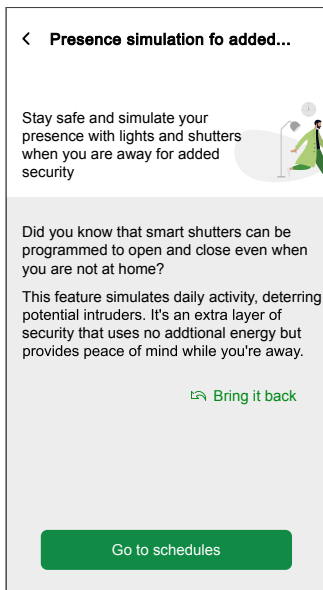 Presence simulation fo added...
Stay safe and simulate your
presence with lights and shutters
when you are away for added
security
Did you know that smart shutters can be
programmed to open and close even when
you are not at home?
This feature simulates daily activity, deterring
potential intruders. It's an extra layer of
security that uses no addtional energy but
provides peace of mind while you're away.
Bring it back
Go to schedules